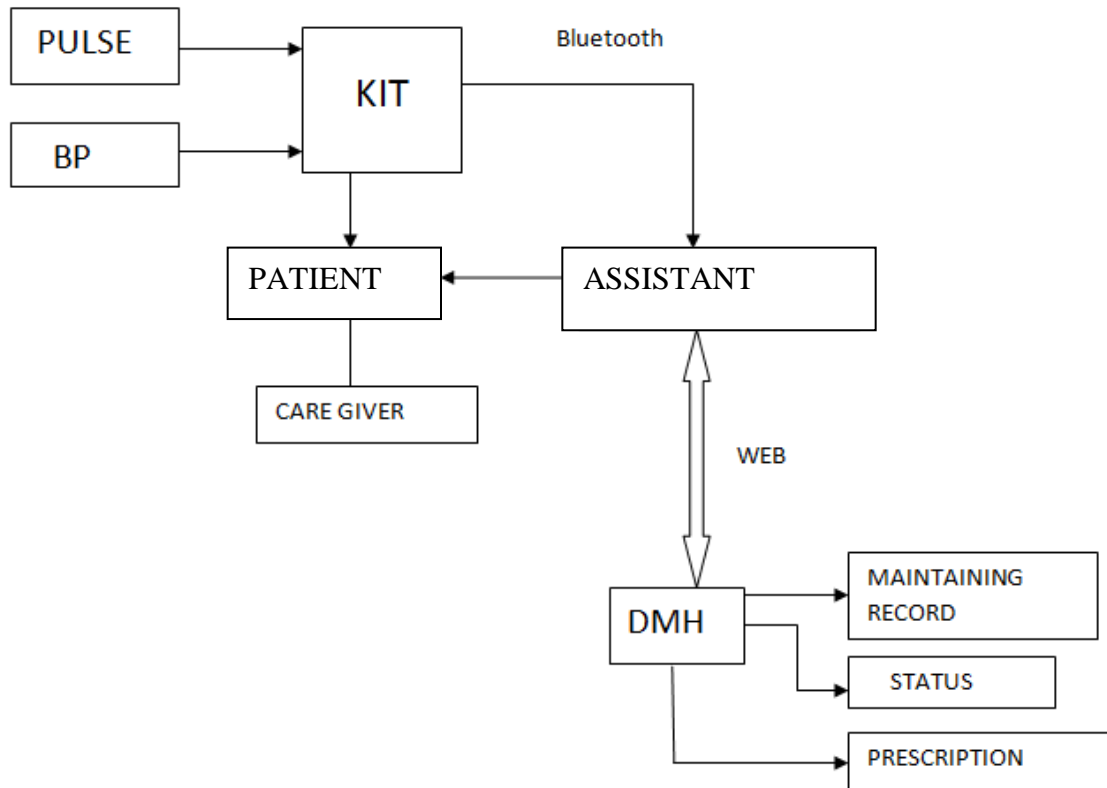 PULSE
Bluetooth
KIT
BP
PATIENT
ASSISTANT
CARE GIVER
WEB
MAINTAINING
RECORD
DMH
STATUS
PRESCRIPTION